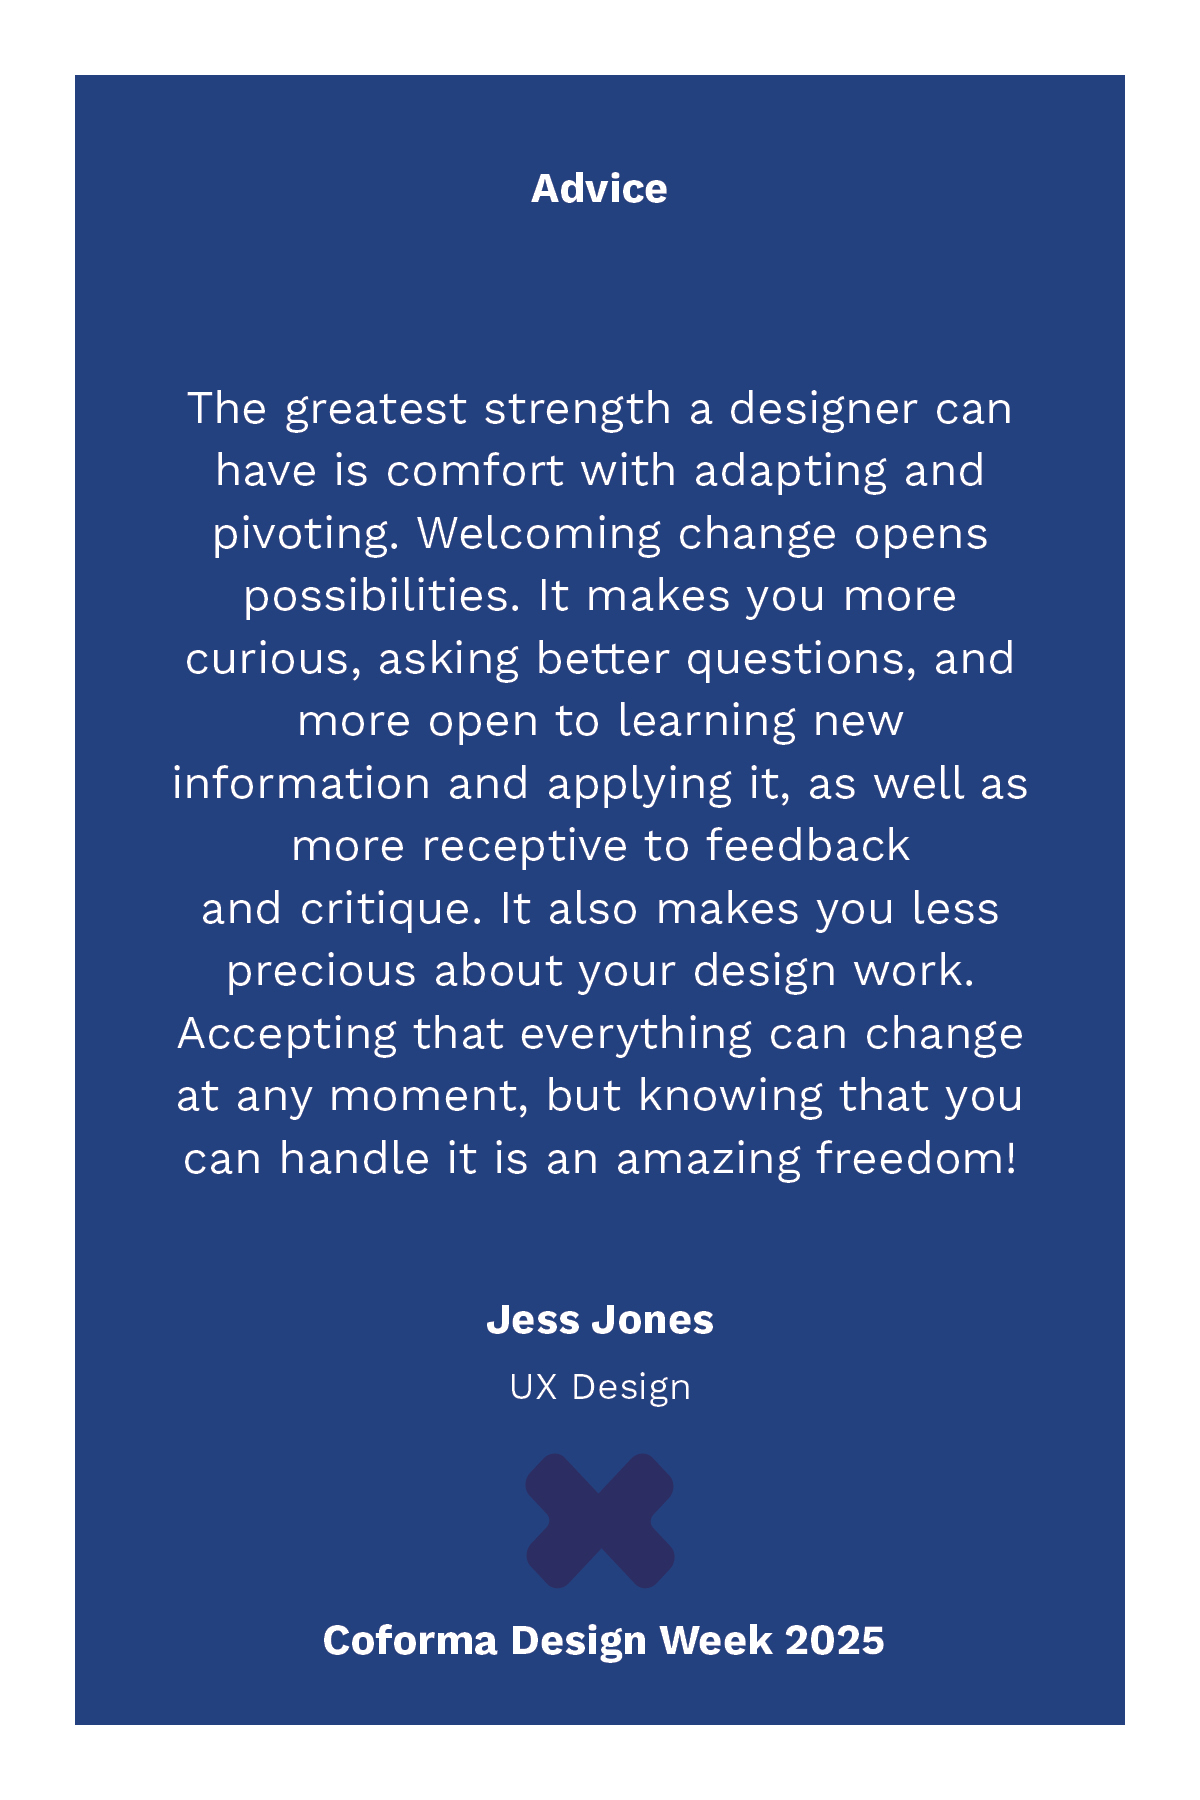 Advice
The greatest strength a designer can
have is comfort with adapting and
pivoting. Welcoming change opens
possibilities. It makes you more
curious, asking better questions, and
more open to learning new
information and applying it, as well as
more receptive to feedback
and critique. It also makes you less
precious about your design work.
Accepting that everything can change
at any moment, but knowing that you
can handle it is an amazing freedom!
Jess Jones
UX Design
Coforma Design Week 2025